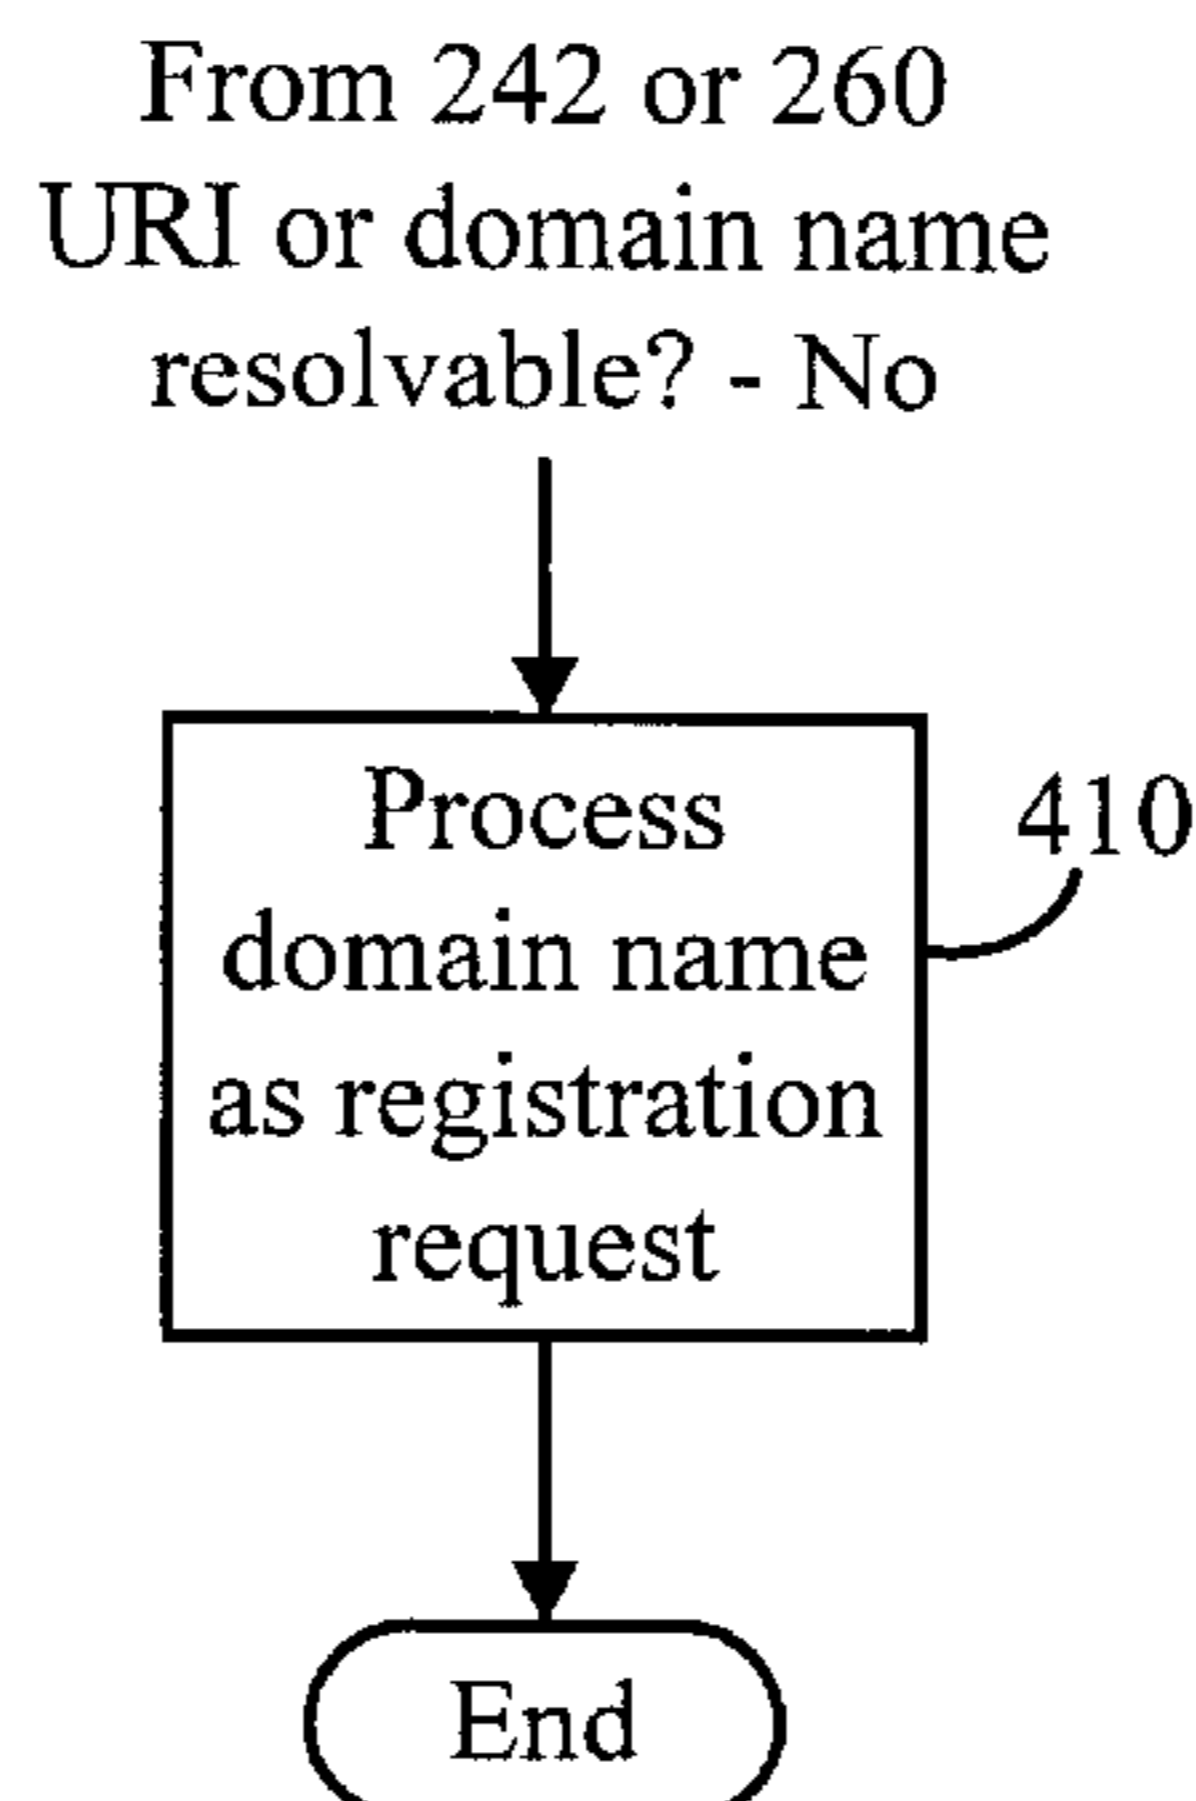 From 242 or 260
URI or domain name
resolvable? - No
Process
410
domain name
as registration
request
End